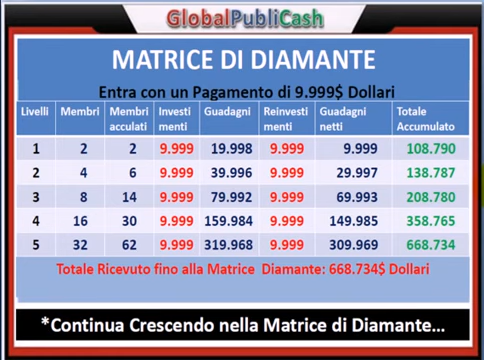 GlobalPubliCash
MATRICE DI DIAMANTE
Entra con un Pagamento di 9.999$ Dollari
Livelli Membri Membri acculati Investi menti Guadagni Reinvesti menti Guadagni netti Totale Accumulato
1 2 2 9.999 19.998 9.999 9.999 108.790
2 4 6 9.999 39.996 9.999 29.997 138.787
3 8 14 9.999 79.992 9.999 69.993 208.780
4 16 30 9.999 159.984 9.999 149.985 358.765
5 32 62 9.999 319.968 9.999 309.969 668.734
Totale Ricevuto fino alla Matrice Diamante: 668.734$ Dollari
*Continua Crescendo nella Matrice di Diamante...